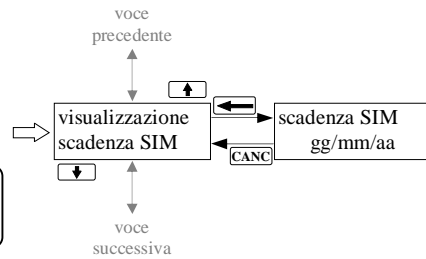 voce
precedente
visualizzazione
scadenza SIM
scadenza SIM
gg/mm/aa
CANC
voce
successiva